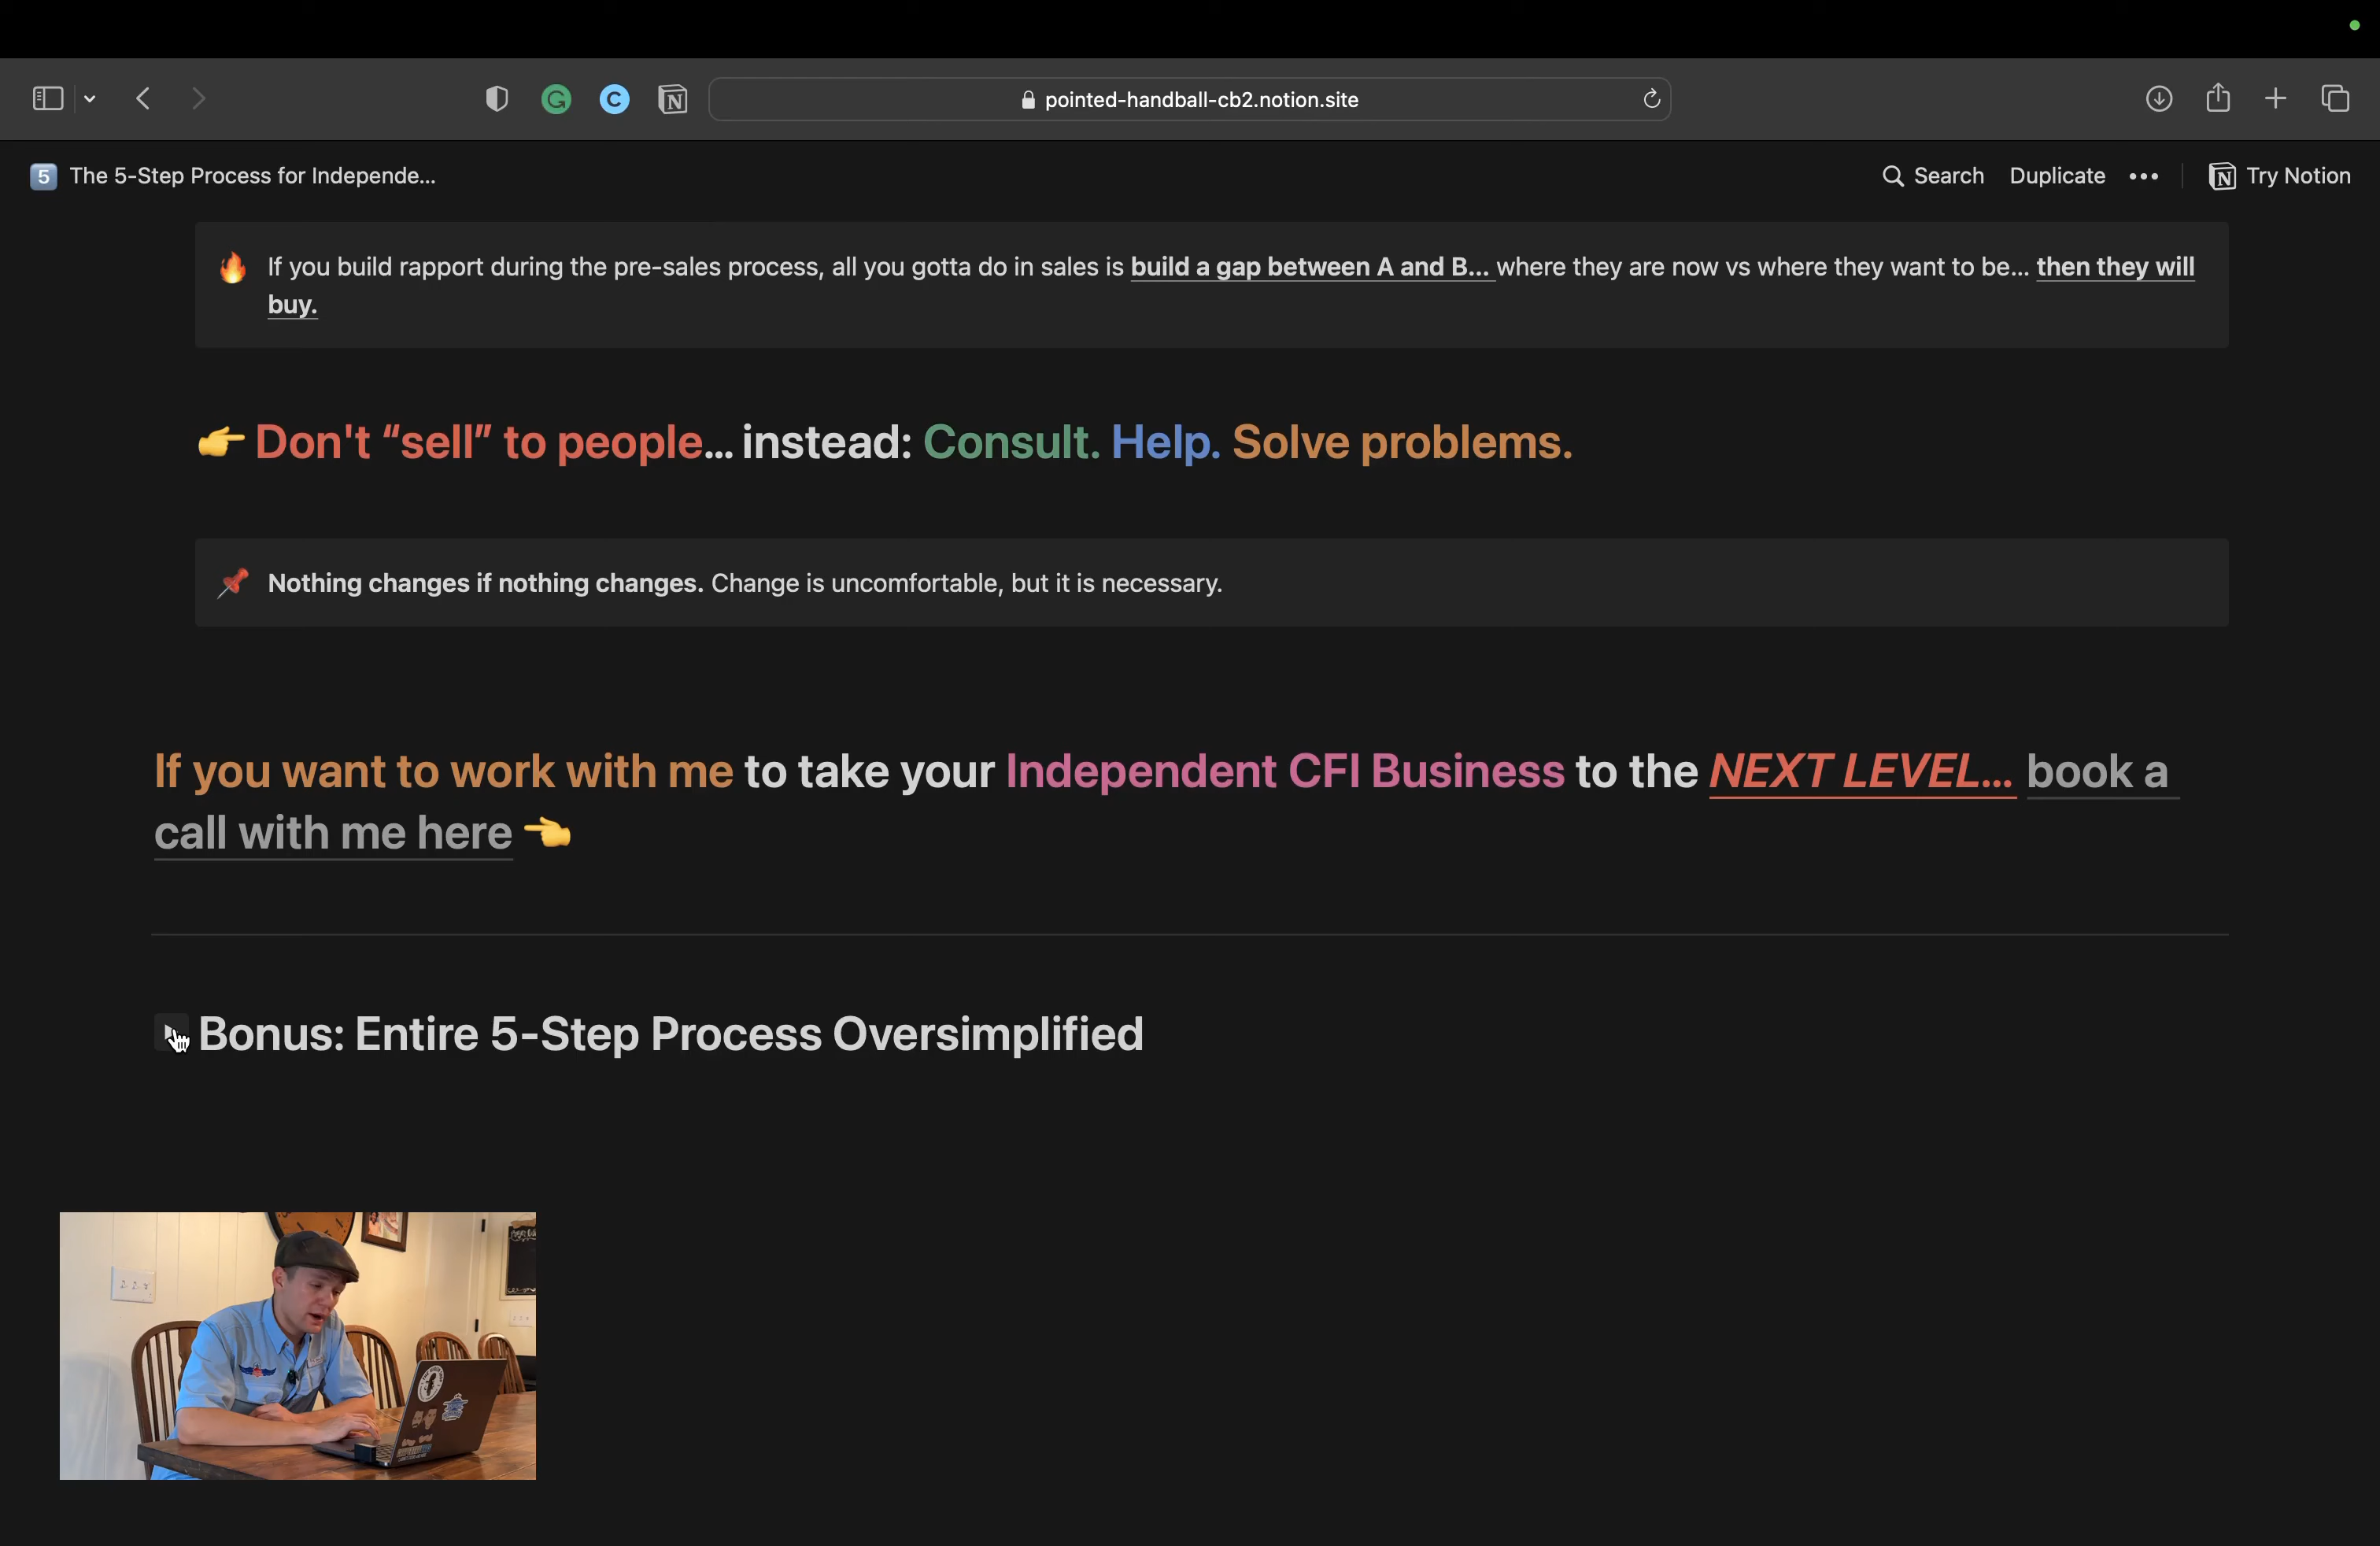 pointed-handball-cb2.notion.site
5 The 5-Step Process for Independe...
Search Duplicate Try Notion
If you build rapport during the pre-sales process, all you gotta do in sales is build a gap between A and B... where they are now vs where they want to be... then they will
buy.
Don't “sell” to people... instead: Consult. Help. Solve problems.
Nothing changes if nothing changes. Change is uncomfortable, but it is necessary.
If you want to work with me to take your Independent CFI Business to the NEXT LEVEL... book a
call with me here
Bonus: Entire 5-Step Process Oversimplified